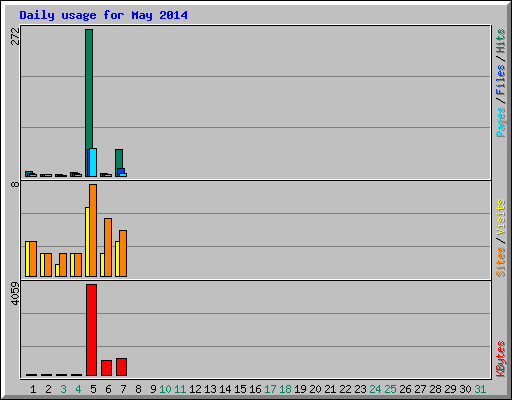 Daily usage for May 2014
272
Pages / Files / Hits
8
Sites / Visits
4059
KBytes
1 2 3 4 5 6 7 8 9 10 11 12 13 14 15 16 17 18 19 20 21 22 23 24 25 26 27 28 29 30 31